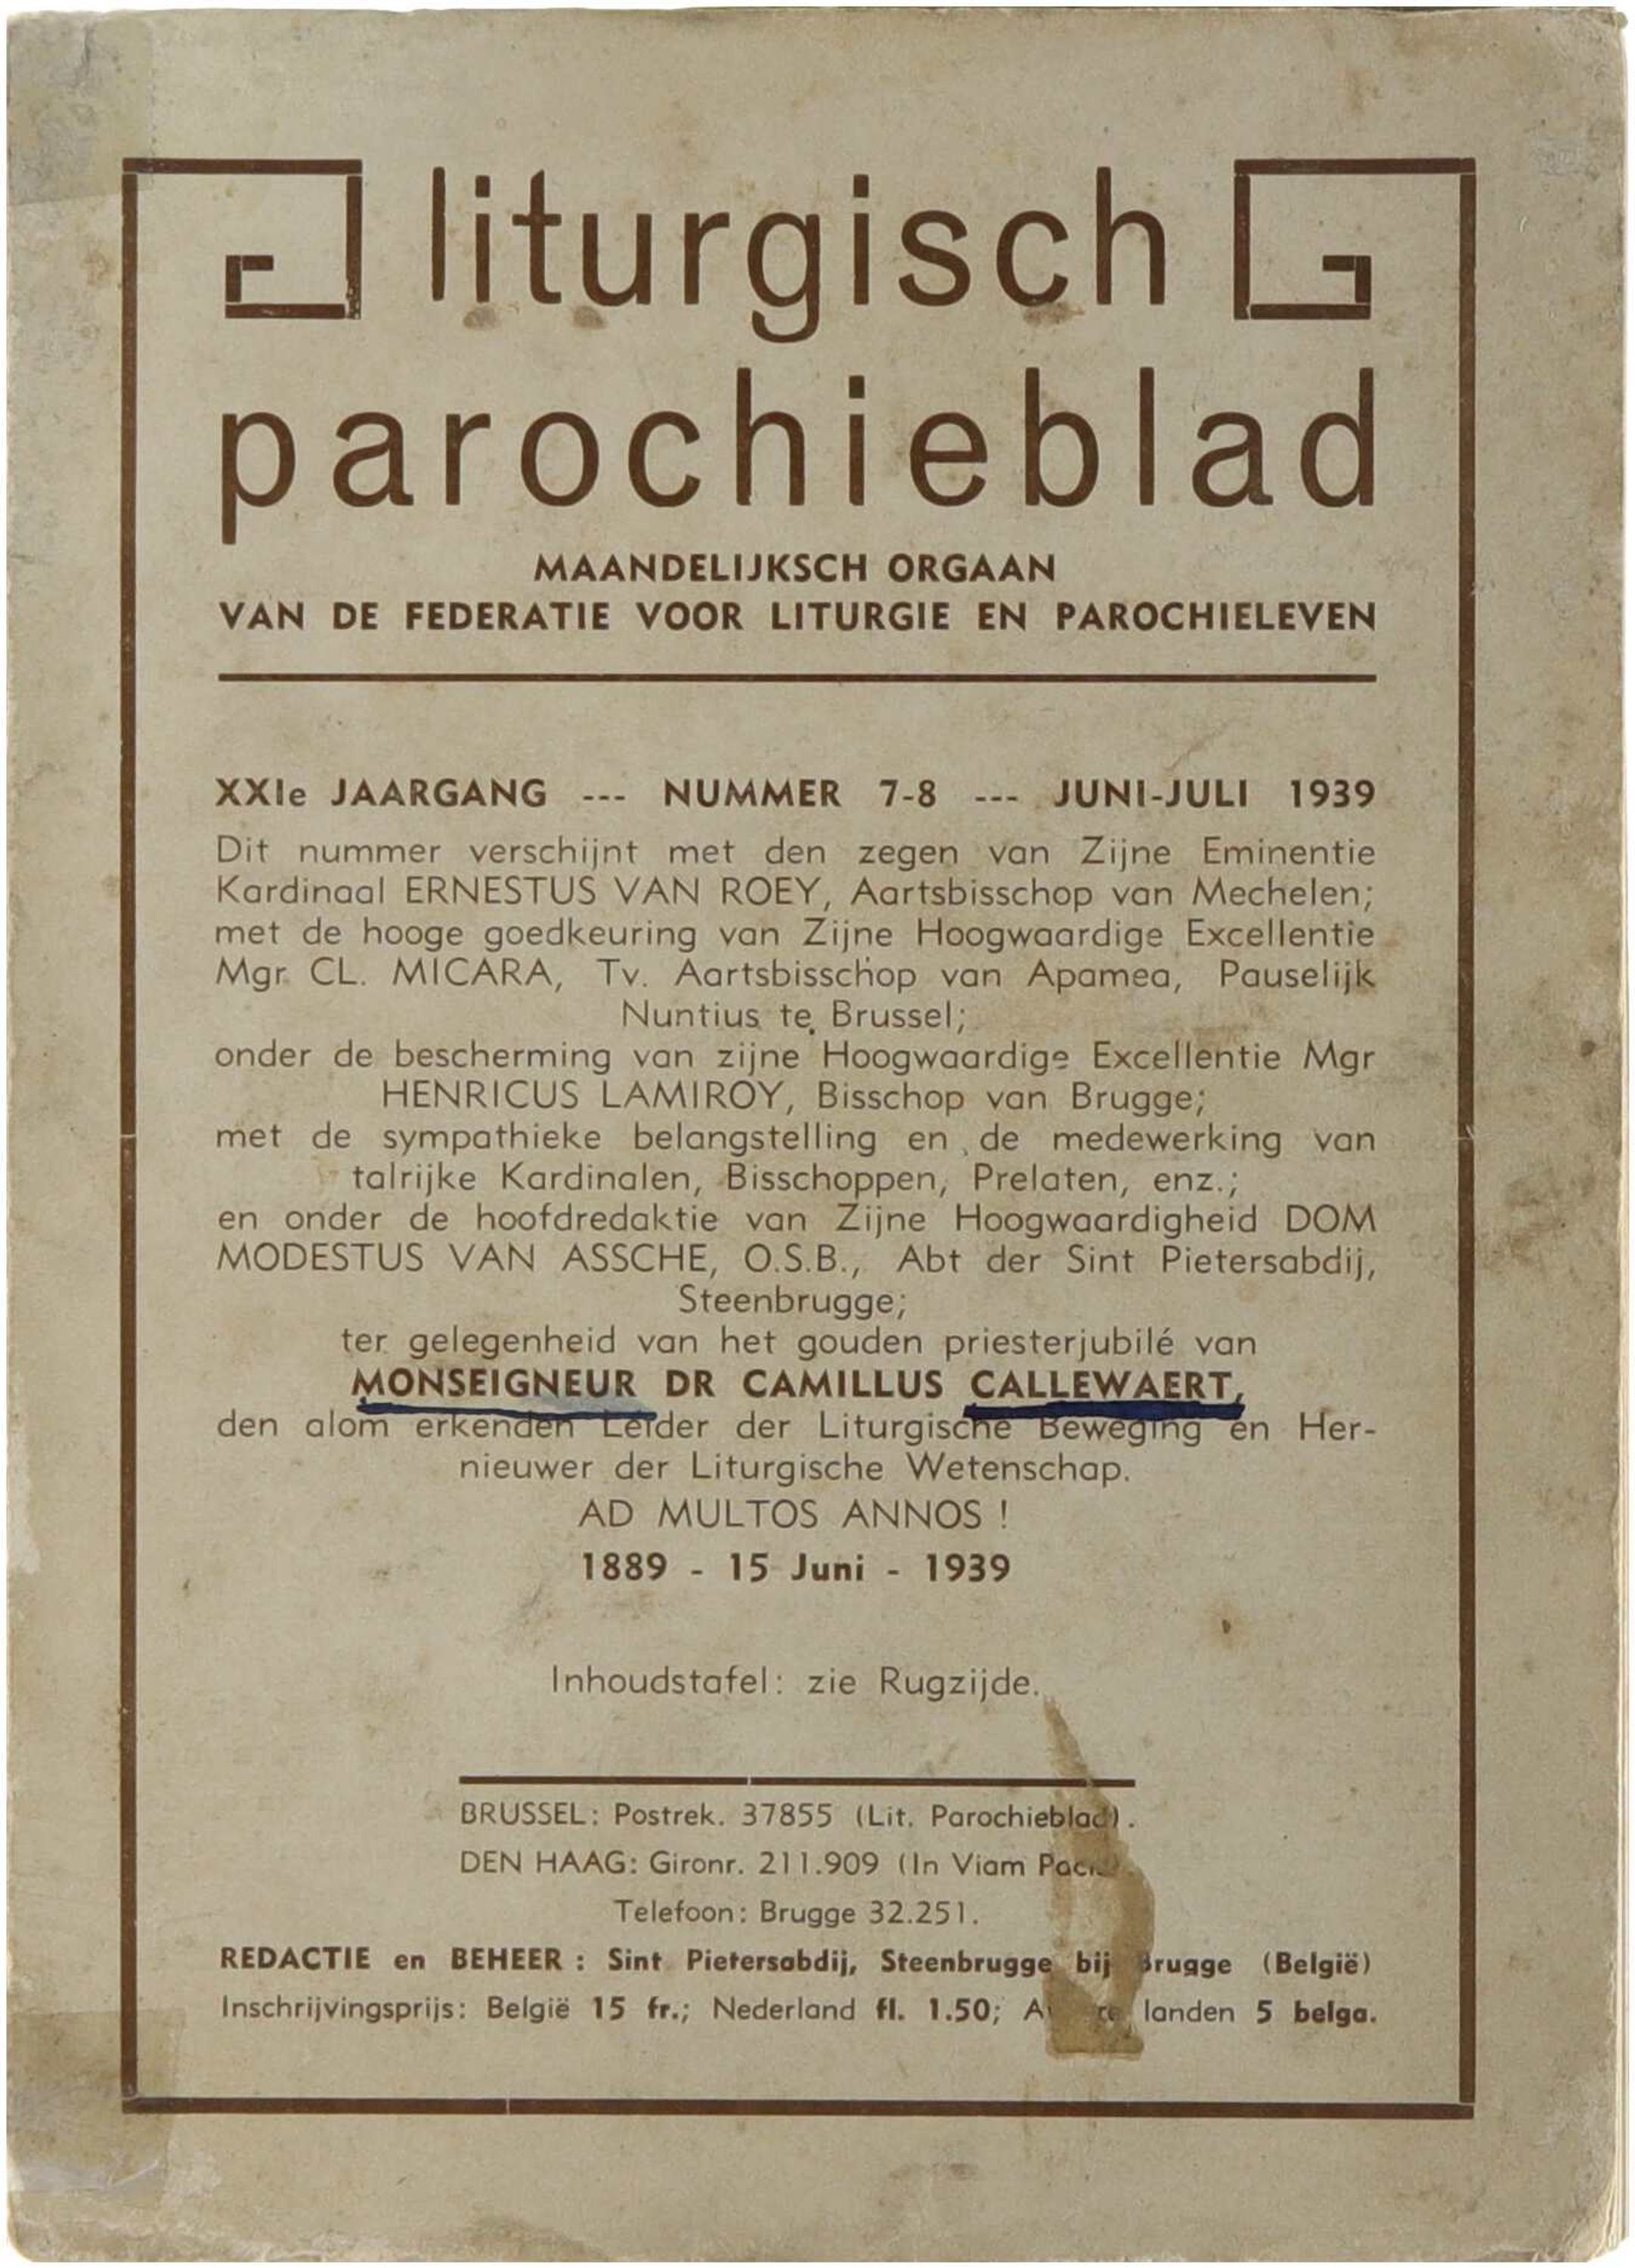 liturgisch
parochieblad
MAANDELIJKSCH ORGAAN
VAN DE FEDERATIE VOOR LITURGIE EN PAROCHIELEVEN
XXIe JAARGANG --- NUMMER 7-8 --- JUNI-JULI 1939
Dit nummer verschijnt met den zegen van Zijne Eminentie
Kardinaal ERNESTUS VAN ROEY, Aartsbisschop van Mechelen;
met de hooge goedkeuring van Zijne Hoogwaardige Excellentie
Mgr. CL. MICARA, Tv. Aartsbisschop van Apamea, Pauselijk
Nuntius te Brussel;
onder de bescherming van zijne Hoogwaardige Excellentie Mgr
HENRICUS LAMIROY, Bisschop van Brugge;
met de sympathieke belangstelling en de medewerking van
talrijke Kardinalen, Bisschoppen, Prelaten, enz.;
en onder de hoofdredaktie van Zijne Hoogwaardigheid DOM
MODESTUS VAN ASSCHE, O.S.B., Abt der Sint Pietersabdij,
Steenbrugge;
ter gelegenheid van het gouden priesterjubilé van
MONSEIGNEUR DR CAMILLUS CALLEWAERT,
den alom erkenden Leider der Liturgische Beweging en Her-
nieuwer der Liturgische Wetenschap.
AD MULTOS ANNOS !
1889 - 15 Juni - 1939
Inhoudstafel: zie Rugzijde.
BRUSSEL: Postrek. 37855 (Lit. Parochieblad).
DEN HAAG: Gironr. 211.909 (In Viam
Telefoon: Brugge 32.251.
REDACTIE en BEHEER : Sint Pietersabdij, Steenbrugge bij Brugge (België)
Inschrijvingsprijs: België 15 fr.; Nederland fl. 1.50; landen 5 belga.